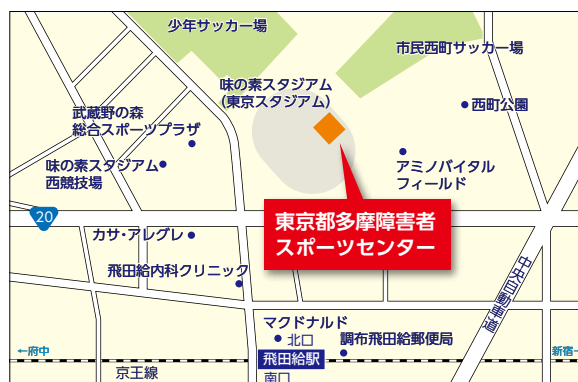 少年サッカー場
市民西町サッカー場
味の素スタジアム
（東京スタジアム）
西町公園
武蔵野の森
総合スポーツプラザ
味の素スタジアム
西競技場
アミノバイタル
フィールド
20
東京都多摩障害者
スポーツセンター
カサ・アレグレ
飛田給内科クリニック
中央自動車道
マクドナルド
北口
調布飛田給郵便局
←府中
飛田給駅
新宿→
京王線
南口